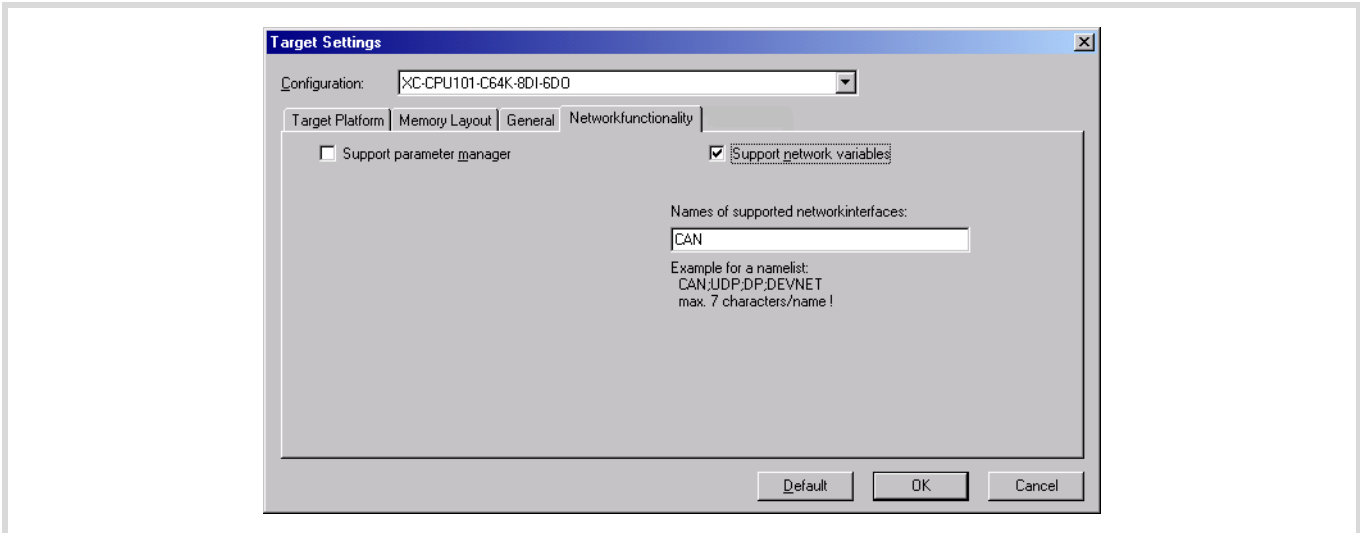 Target Settings
Configuration: XC-CPU101-C64K-8DI-6DO
Target Platform Memory Layout General Networkfunctionality
Support parameter manager Support network variables
Names of supported networkinterfaces:
CAN
Example for a namelist:
CAN;UDP;DP;DEVNET
max. 7 characters/name !
Default OK Cancel